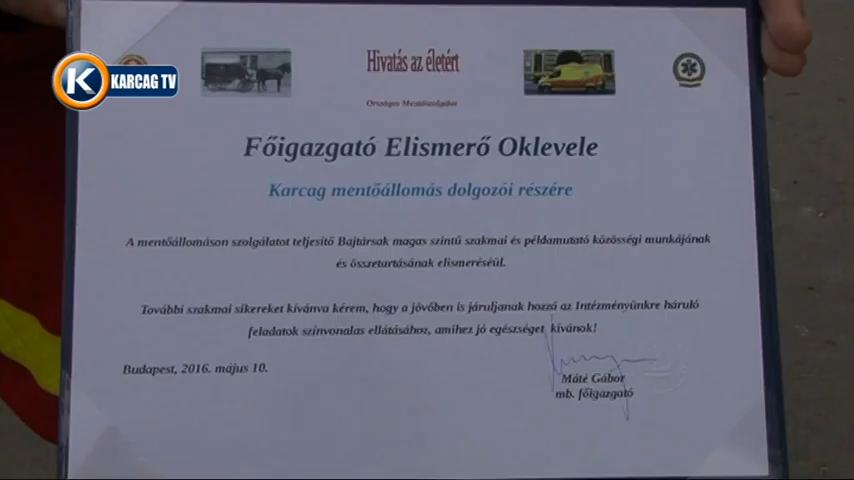 K KARCAG TV
Hivatás az életért
Országos Mentőszolgálat
Főigazgató Elismerő Oklevele
Karcag mentőállomás dolgozói részére
A mentőállomáson szolgálatot teljesítő Bajtársak magas szintű szakmai és példamutató közösségi munkájának
és összetartásának elismeréséül.
További szakmai sikereket kívánva kérem, hogy a jövőben is járuljanak hozzá az Intézményünkre háruló
feladatok színvonalas ellátásához, amihez jó egészséget kívánok!
Budapest, 2016. május 10.
Máté Gábor
mb. főigazgató